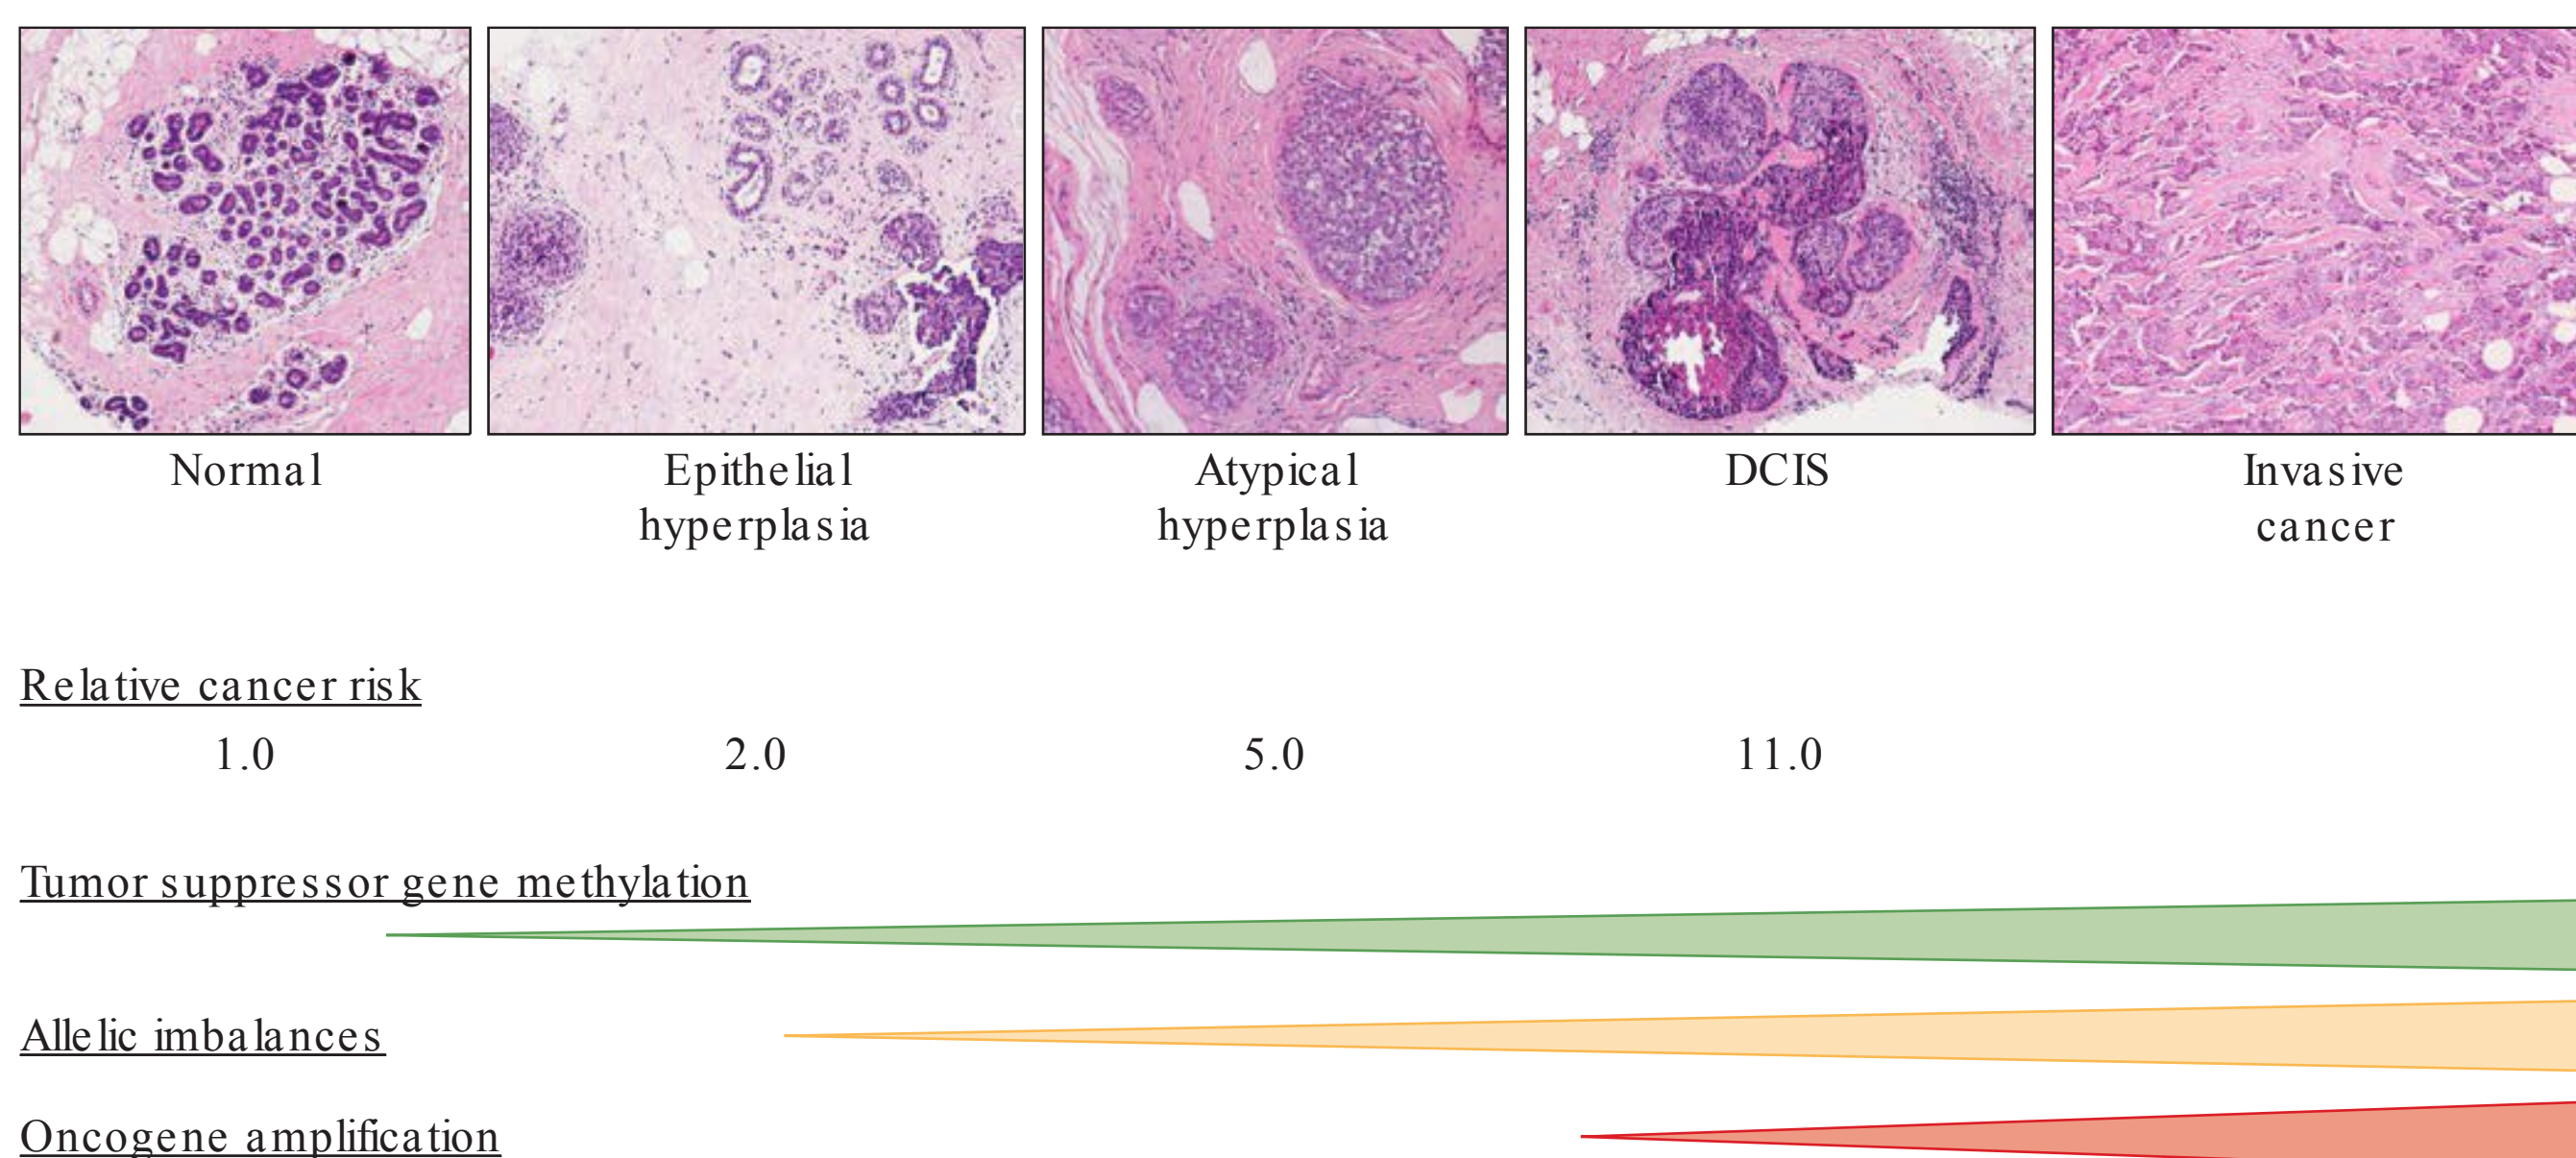 Normal
Epithelial
hyperplasia
Atypical
hyperplasia
DCIS
Invasive
cancer
Relative cancer risk
1.0 2.0 5.0 11.0
Tumor suppressor gene methylation
Allelic imbalances
Oncogene amplification